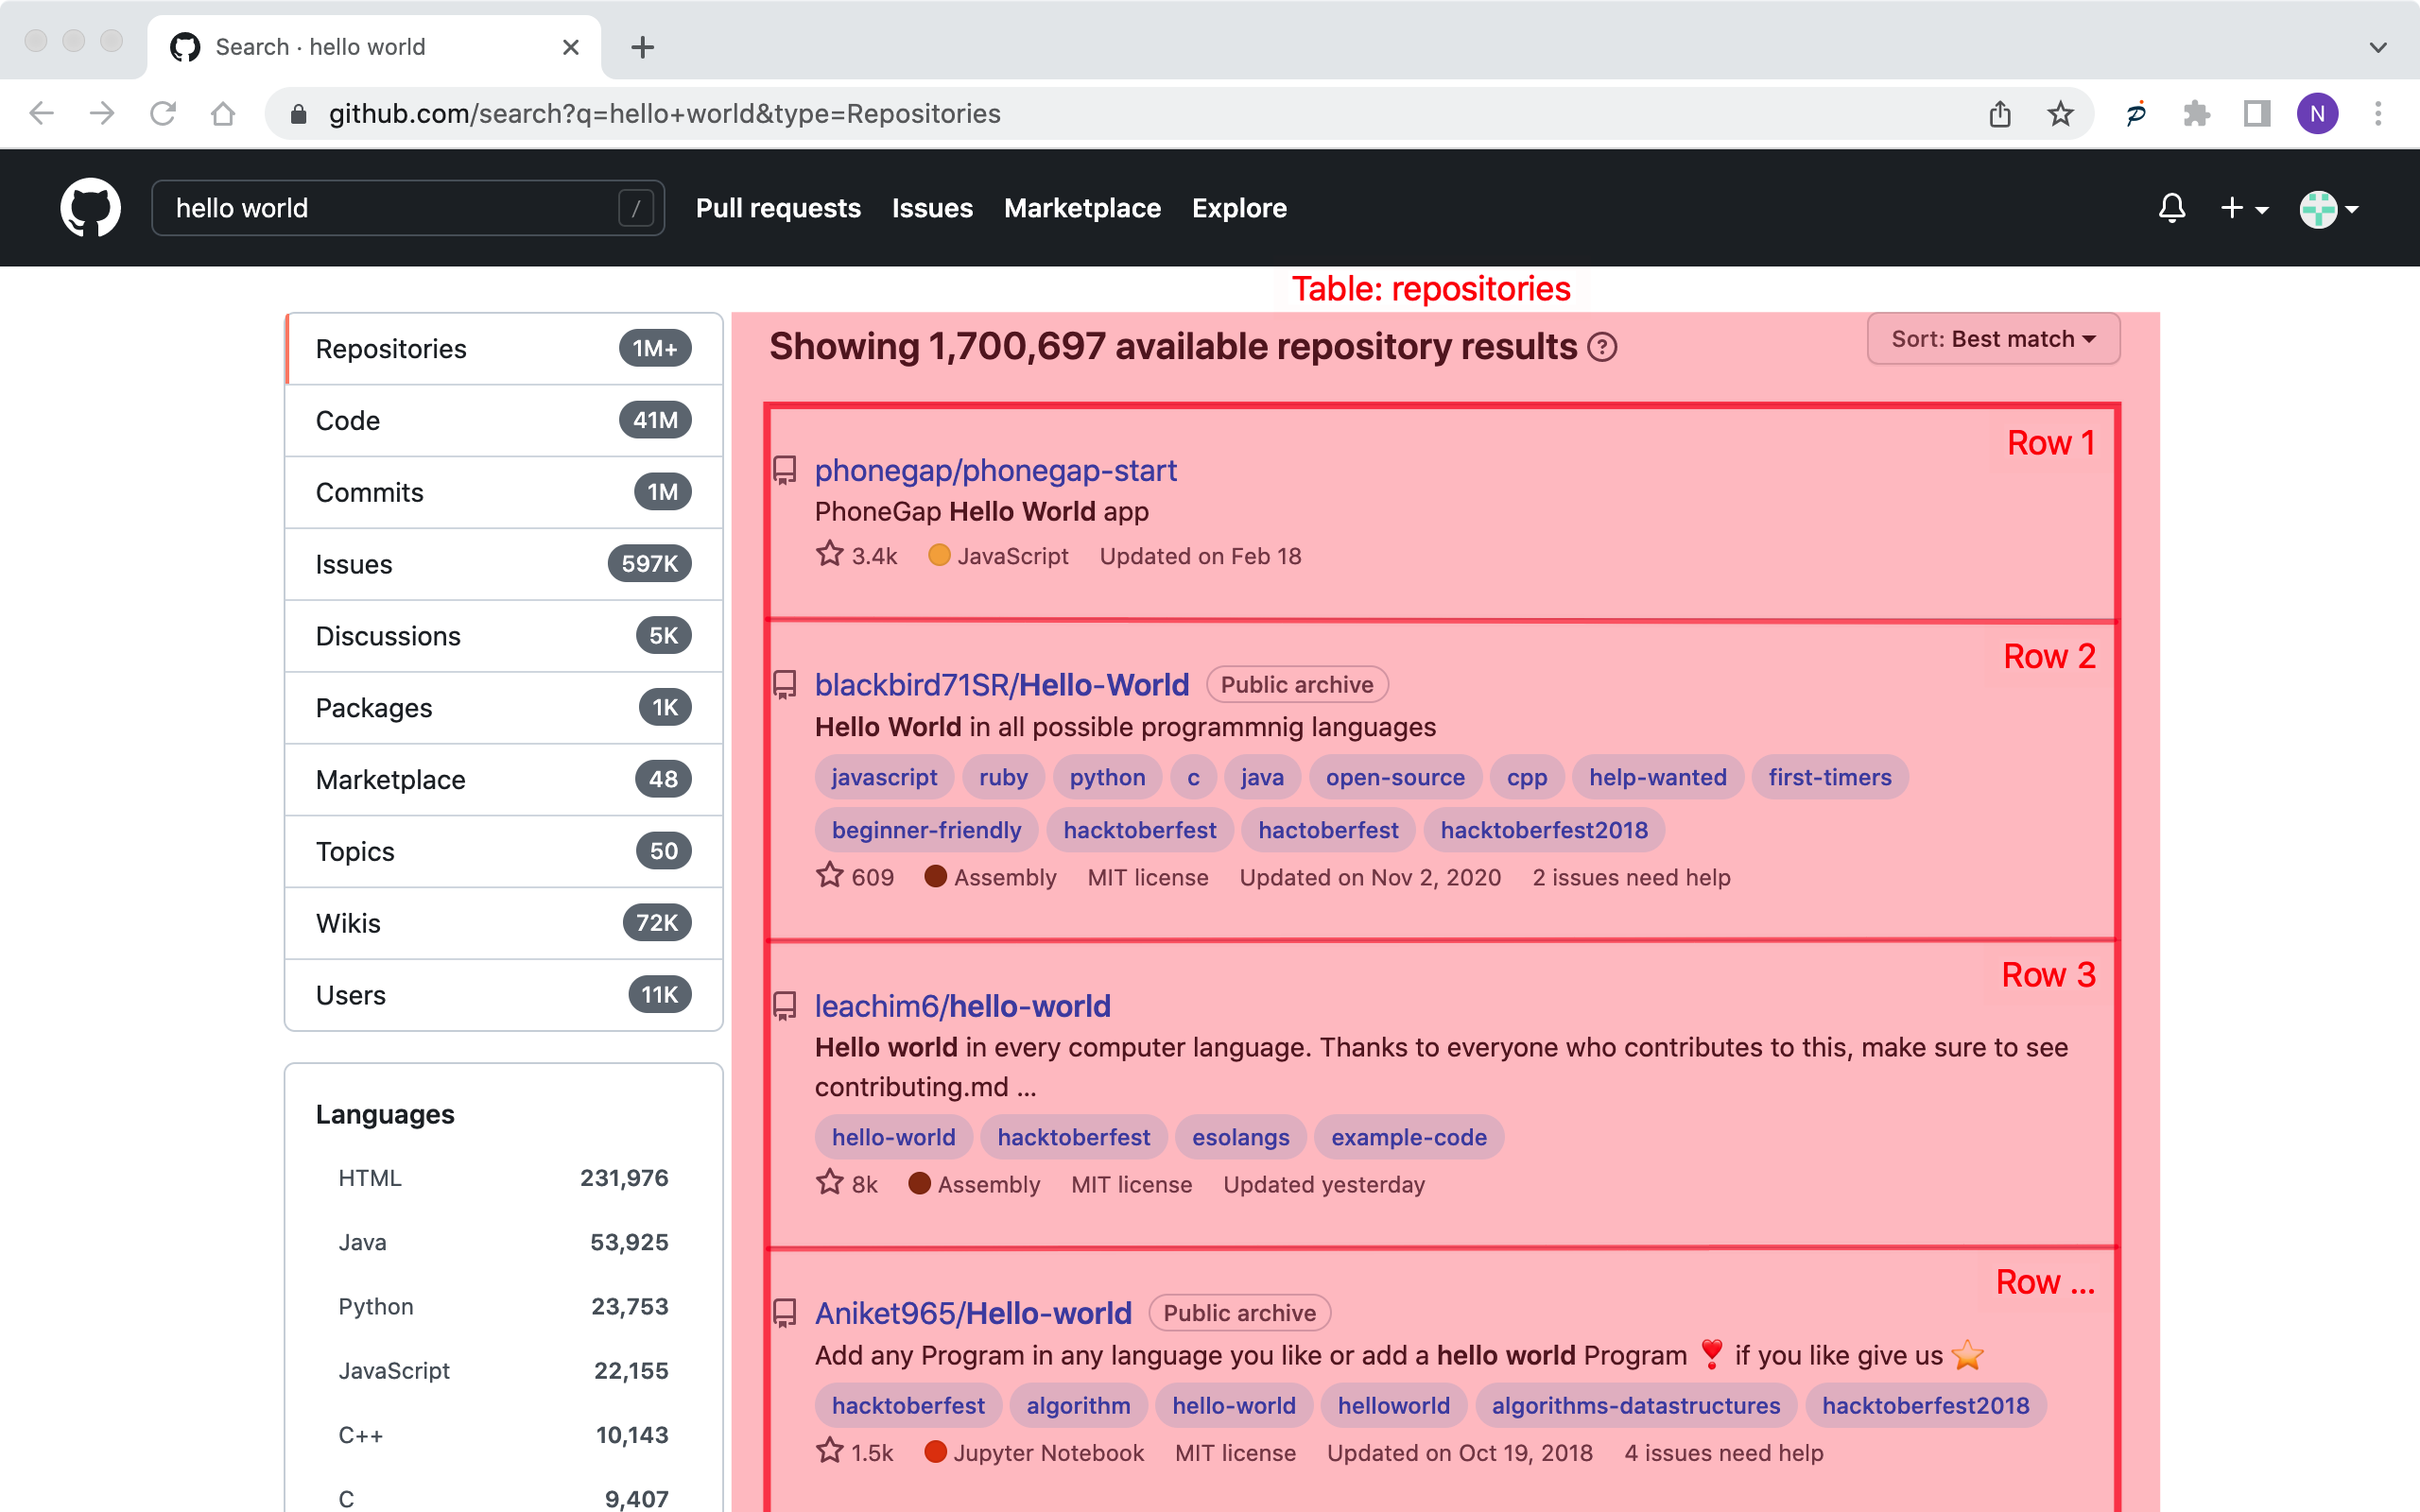 Search · hello world
github.com/search?q=hello+world&type=Repositories
N
hello world /
Pull requests Issues Marketplace Explore
Table: repositories
Repositories 1M+
Code 41M
Commits 1M
Issues 597K
Discussions 5K
Packages 1K
Marketplace 48
Topics 50
Wikis 72K
Users 11K
Languages
HTML 231,976
Java 53,925
Python 23,753
JavaScript 22,155
C++ 10,143
C 9,407
Showing 1,700,697 available repository results ?
Sort: Best match
Row 1
phonegap/phonegap-start
PhoneGap Hello World app
3.4k JavaScript Updated on Feb 18
Row 2
blackbird71SR/Hello-World Public archive
Hello World in all possible programmnig languages
javascript ruby python c java open-source cpp help-wanted first-timers
beginner-friendly hacktoberfest hactoberfest hacktoberfest2018
609 Assembly MIT license Updated on Nov 2, 2020 2 issues need help
Row 3
leachim6/hello-world
Hello world in every computer language. Thanks to everyone who contributes to this, make sure to see
contributing.md ...
hello-world hacktoberfest esolangs example-code
8k Assembly MIT license Updated yesterday
Row ...
Aniket965/Hello-world Public archive
Add any Program in any language you like or add a hello world Program ❣️ if you like give us ⭐
hacktoberfest algorithm hello-world helloworld algorithms-datastructures hacktoberfest2018
1.5k Jupyter Notebook MIT license Updated on Oct 19, 2018 4 issues need help